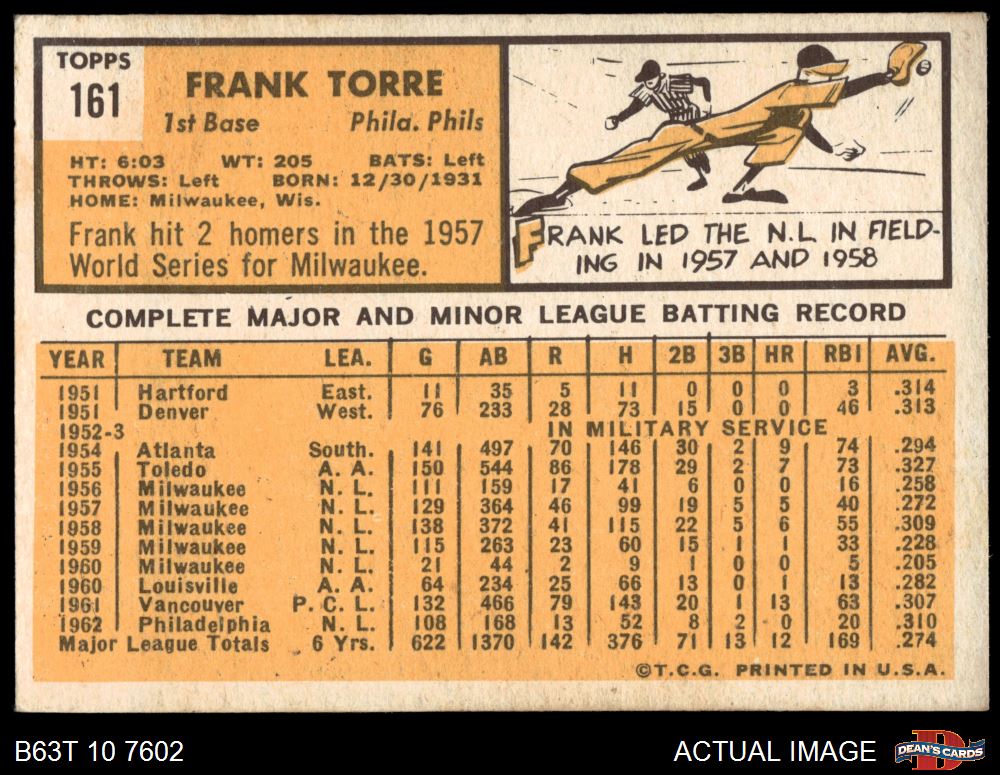 TOPPS
161
FRANK TORRE
1st Base Phila. Phils
HT: 6:03 WT: 205 BATS: Left
THROWS: Left BORN: 12/30/1931
HOME: Milwaukee, Wis.
Frank hit 2 homers in the 1957
World Series for Milwaukee.
FRANK LED THE N.L IN FIELD-
ING IN 1957 AND 1958
COMPLETE MAJOR AND MINOR LEAGUE BATTING RECORD
YEAR TEAM LEA. G AB R H 2B 3B HR RBI AVG.
1951 Hartford East. 11 35 5 11 0 0 0 3 .314
1951 Denver West. 76 233 28 73 15 0 0 46 .313
1952-3 IN MILITARY SERVICE
1954 Atlanta South. 141 497 70 146 30 2 9 74 .294
1955 Toledo A. A. 150 544 86 178 29 2 7 73 .327
1956 Milwaukee N. L. 111 159 17 41 6 0 0 16 .258
1957 Milwaukee N. L. 129 364 46 99 19 5 5 40 .272
1958 Milwaukee N. L. 138 372 41 115 22 5 6 55 .309
1959 Milwaukee N. L. 115 263 23 60 15 1 1 33 .228
1960 Milwaukee N. L. 21 44 2 9 1 0 0 5 .205
1960 Louisville A. A. 64 234 25 66 13 0 1 13 .282
1961 Vancouver P. C. L. 132 466 79 143 20 1 13 63 .307
1962 Philadelphia N. L. 108 168 13 52 8 2 0 20 .310
Major League Totals 6 Yrs. 622 1370 142 376 71 13 12 169 .274
©T.C.G. PRINTED IN U.S.A.
B63T 10 7602 ACTUAL IMAGE DEAN'S CARDS